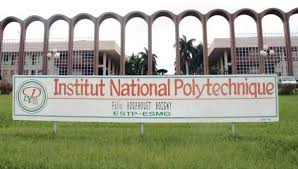 Institut National Polytechnique
Félix HOUPHOUET BOIGNY
ESTP-ESMG